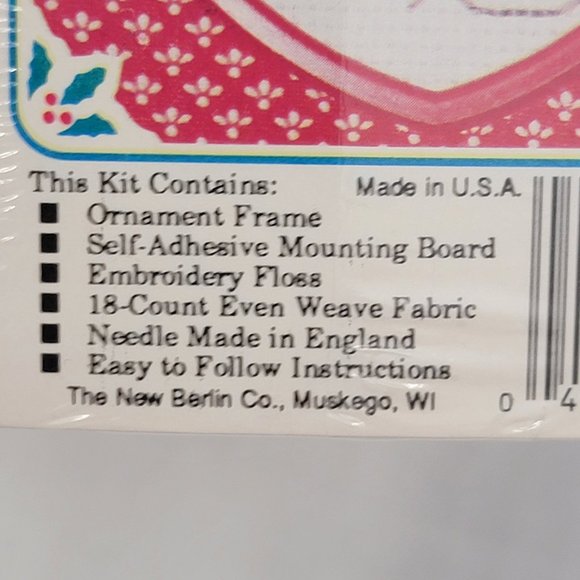 This Kit Contains:
Made in U.S.A.
■ Ornament Frame
■ Self-Adhesive Mounting Board
■ Embroidery Floss
■ 18-Count Even Weave Fabric
■ Needle Made in England
■ Easy to Follow Instructions
The New Berlin Co., Muskego, WI
0 4